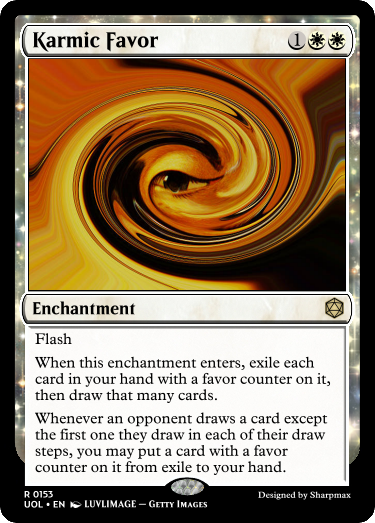 Karmic Favor 1
Enchantment
Flash
When this enchantment enters, exile each
card in your hand with a favor counter on it,
then draw that many cards.
Whenever an opponent draws a card except
the first one they draw in each of their draw
steps, you may put a card with a favor
counter on it from exile to your hand.
R 0153
Designed by Sharpmax
UOL • EN LUVLIMAGE — Getty Images